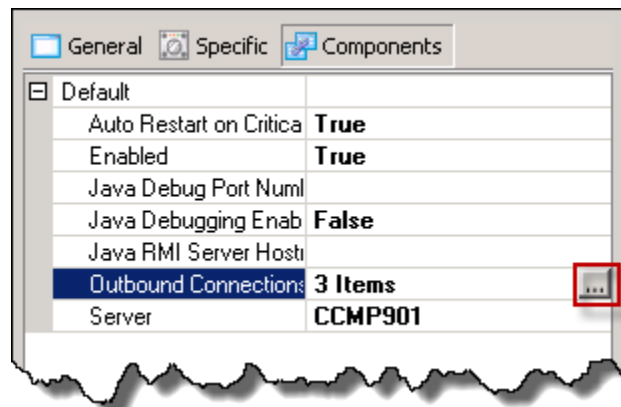 General Specific Components
Default
Auto Restart on Critica True
Enabled True
Java Debug Port Numl
Java Debugging Enab False
Java RMI Server Hosti
Outbound Connections 3 Items ...
Server CCMP901